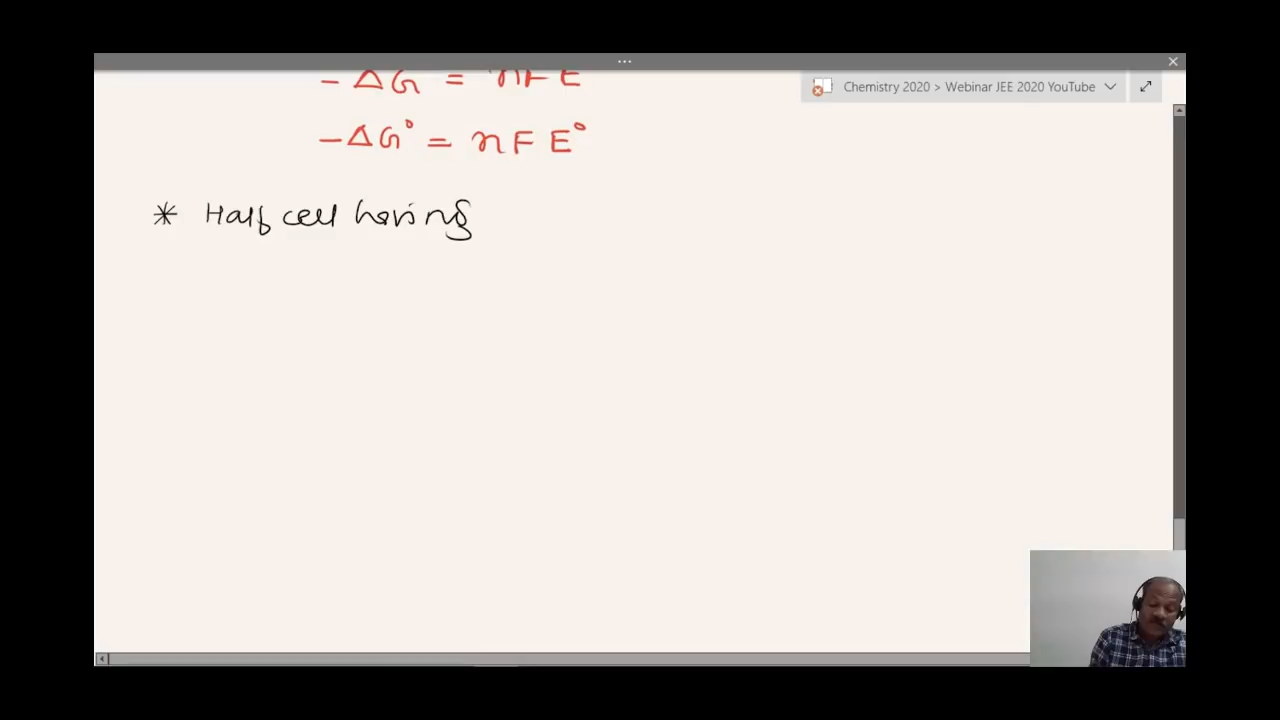 Chemistry 2020 > Webinar JEE 2020 YouTube
- ΔG = nFE
-ΔG° = nFE°
* Half cell having